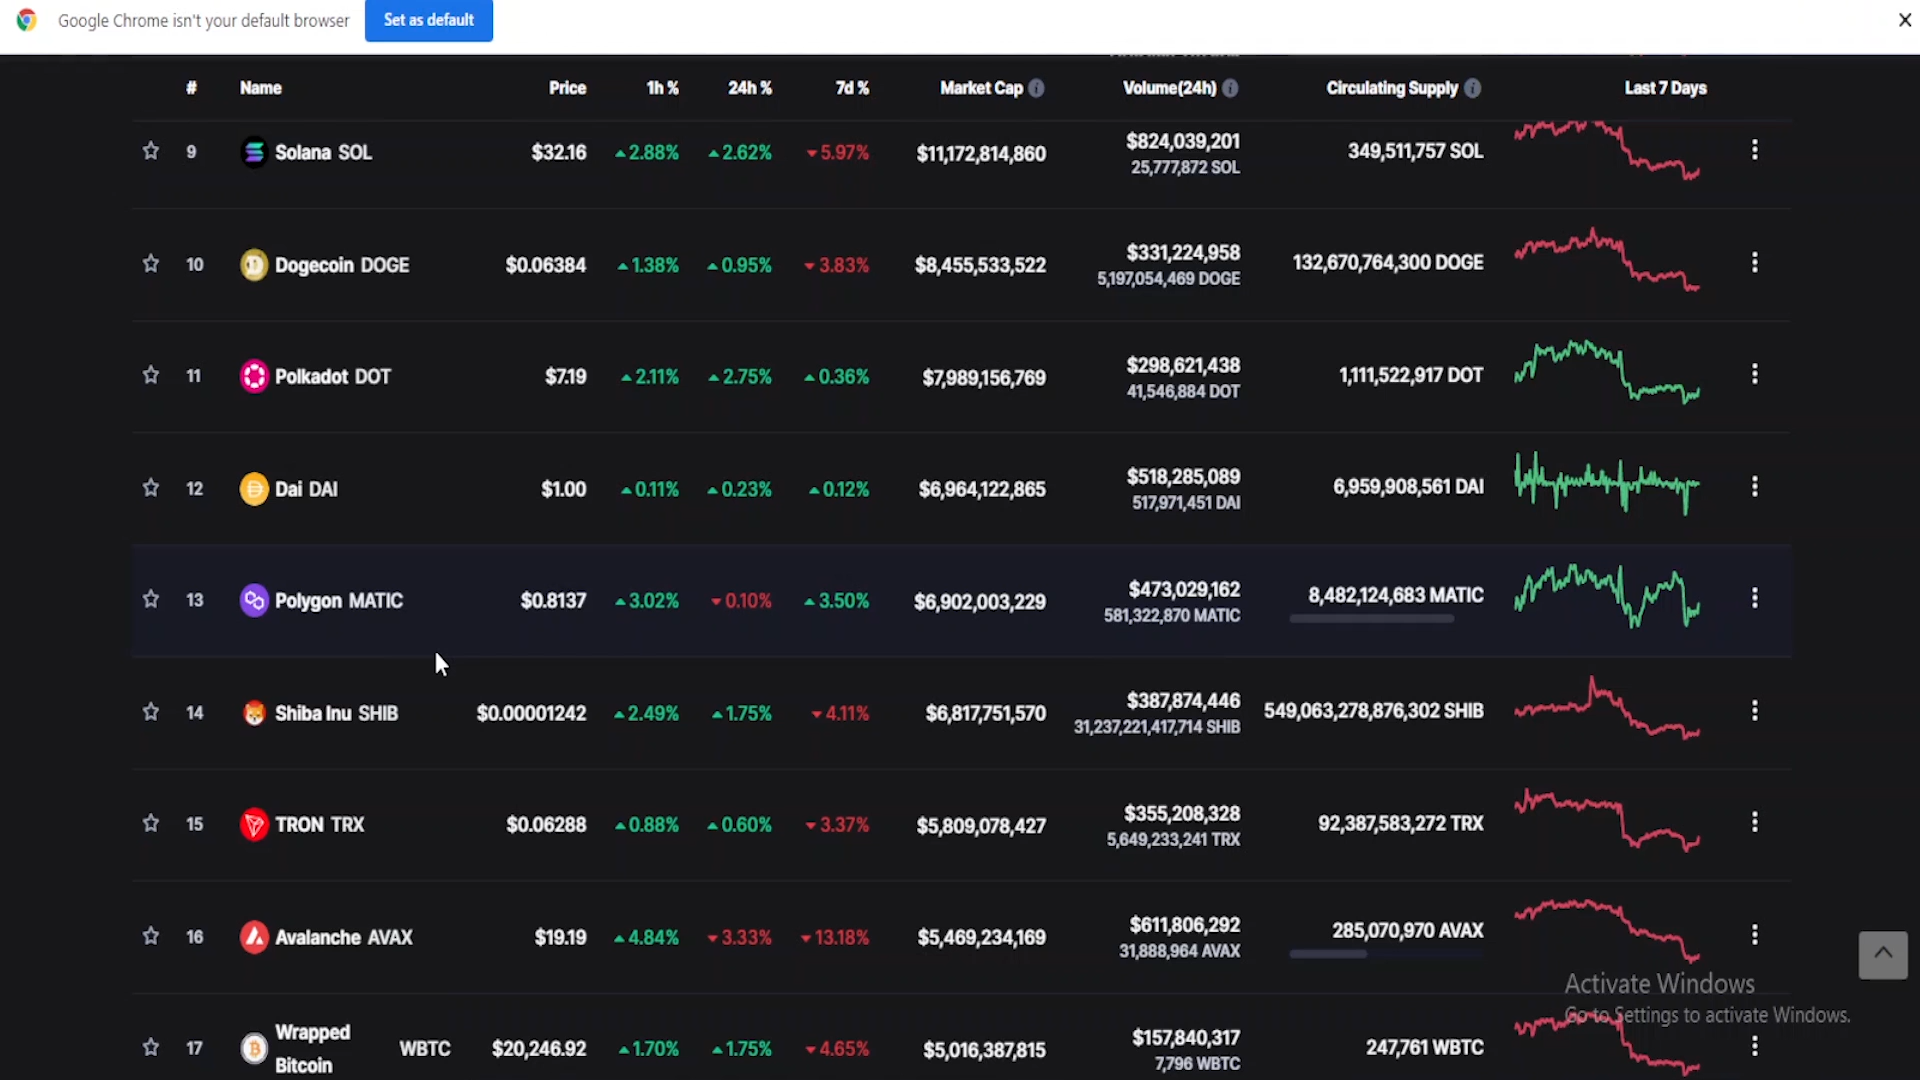 Google Chrome isn't your default browser Set as default
# Name Price 1h % 24h % 7d % Market Cap Volume(24h) Circulating Supply Last 7 Days
9 Solana SOL $32.16 2.88% 2.62% 5.97% $11,172,814,860 $824,039,201 349,511,757 SOL
25,777,872 SOL
10 Dogecoin DOGE $0.06384 1.38% 0.95% 3.83% $8,455,533,522 $331,224,958 132,670,764,300 DOGE
5,197,054,469 DOGE
11 Polkadot DOT $7.19 2.11% 2.75% 0.36% $7,989,156,769 $298,621,438 1,111,522,917 DOT
41,546,884 DOT
12 Dai DAI $1.00 0.11% 0.23% 0.12% $6,964,122,865 $518,285,089 6,959,908,561 DAI
517,971,451 DAI
13 Polygon MATIC $0.8137 3.02% 0.10% 3.50% $6,902,003,229 $473,029,162 8,482,124,683 MATIC
581,322,870 MATIC
14 Shiba Inu SHIB $0.00001242 2.49% 1.75% 4.11% $6,817,751,570 $387,874,446 549,063,278,876,302 SHIB
31,237,221,417,714 SHIB
15 TRON TRX $0.06288 0.88% 0.60% 3.37% $5,809,078,427 $355,208,328 92,387,583,272 TRX
5,649,233,241 TRX
16 Avalanche AVAX $19.19 4.84% 3.33% 13.18% $5,469,234,169 $611,806,292 285,070,970 AVAX
31,888,964 AVAX
Activate Windows
Go to Settings to activate Windows.
17 Wrapped Bitcoin WBTC $20,246.92 1.70% 1.75% 4.65% $5,016,387,815 $157,840,317 247,761 WBTC
7,796 WBTC